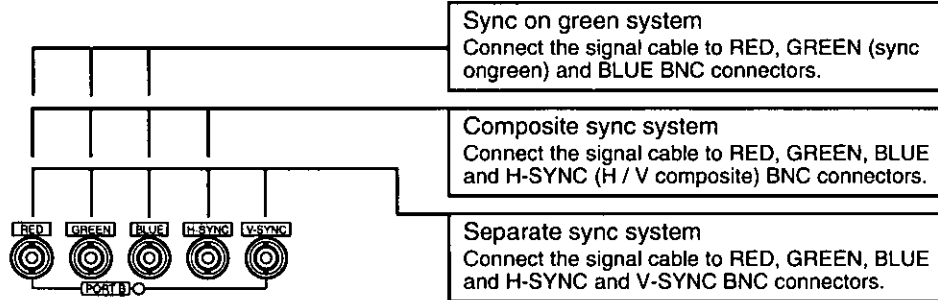 Sync on green system
Connect the signal cable to RED, GREEN (sync
ongreen) and BLUE BNC connectors.
Composite sync system
Connect the signal cable to RED, GREEN, BLUE
and H-SYNC (H / V composite) BNC connectors.
Separate sync system
Connect the signal cable to RED, GREEN, BLUE
and H-SYNC and V-SYNC BNC connectors.
RED GREEN BLUE H-SYNC V-SYNC
PORT B